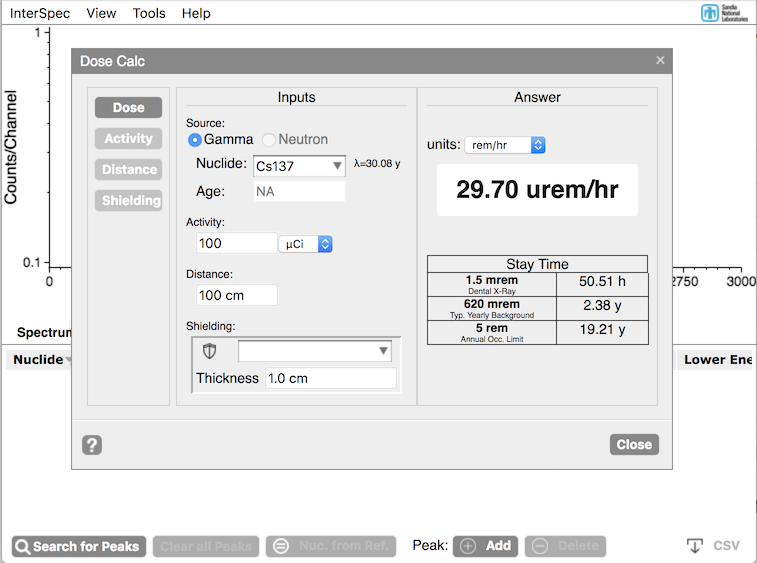 InterSpec View Tools Help
Sandia National Laboratories
Dose Calc ×
Dose
Activity
Distance
Shielding
Inputs
Source:
Gamma Neutron
Nuclide: Cs137 λ=30.08 y
Age: NA
Activity:
100 µCi
Distance:
100 cm
Shielding:
Thickness 1.0 cm
Answer
units: rem/hr
29.70 urem/hr
Stay Time
1.5 mrem 50.51 h
Dental X-Ray
620 mrem 2.38 y
Typ. Yearly Background
5 rem 19.21 y
Annual Occ. Limit
? Close
Counts/Channel
1
0.1
0 2750 3000
Spectrum
Nuclide Lower Ene
Search for Peaks Clear all Peaks Nuc. from Ref. Peak: Add Delete CSV